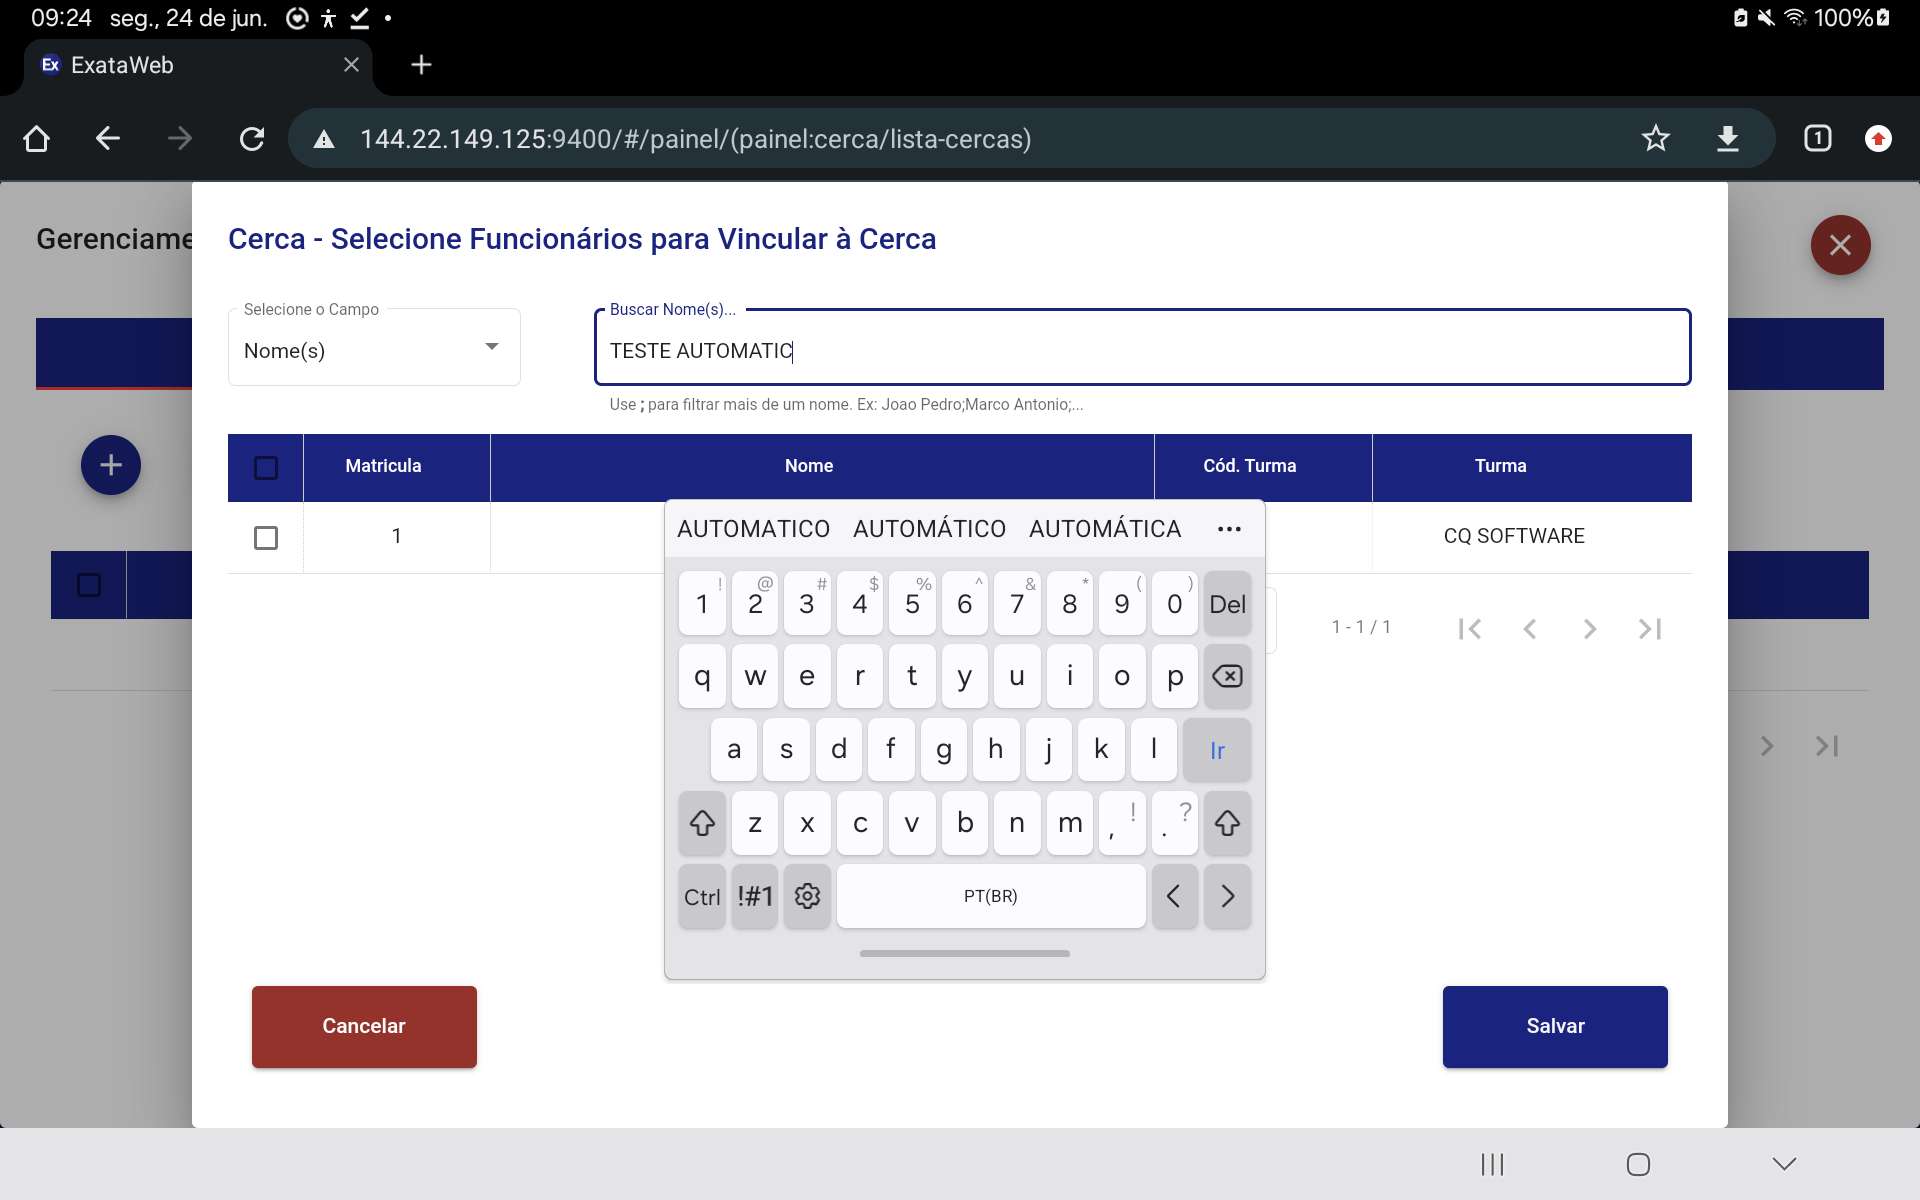 09:24 seg., 24 de jun. 100%
Ex ExataWeb
144.22.149.125:9400/#/painel/(painel:cerca/lista-cercas) 1
Gerenciame
Cerca - Selecione Funcionários para Vincular à Cerca
Selecione o Campo
Nome(s)
Buscar Nome(s)...
TESTE AUTOMATIC
Use ; para filtrar mais de um nome. Ex: Joao Pedro;Marco Antonio;...
Matricula Nome Cód. Turma Turma
1 CQ SOFTWARE
AUTOMATICO AUTOMÁTICO AUTOMÁTICA
! @ # $ % ^ & * ( )
1 2 3 4 5 6 7 8 9 0 Del
1 - 1 / 1
q w e r t y u i o p
a s d f g h j k l Ir
z x c v b n m , ! . ?
Ctrl !#1 PT(BR)
Cancelar
Salvar